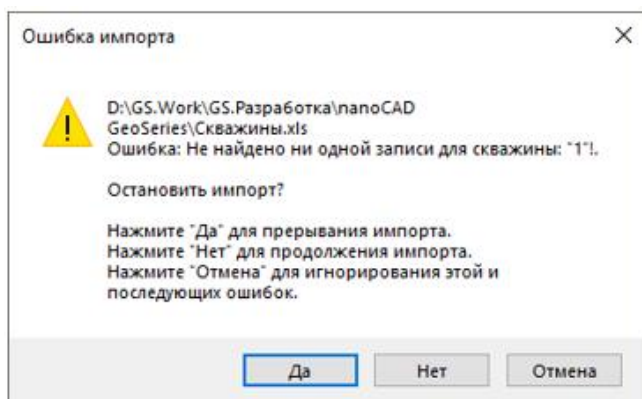 Ошибка импорта
D:\GS.Work\GS.Разработка\nanoCAD
GeoSeries\Скважины.xls
Ошибка: Не найдено ни одной записи для скважины: "1"!.
Остановить импорт?
Нажмите "Да" для прерывания импорта.
Нажмите "Нет" для продолжения импорта.
Нажмите "Отмена" для игнорирования этой и
последующих ошибок.
Да
Нет
Отмена